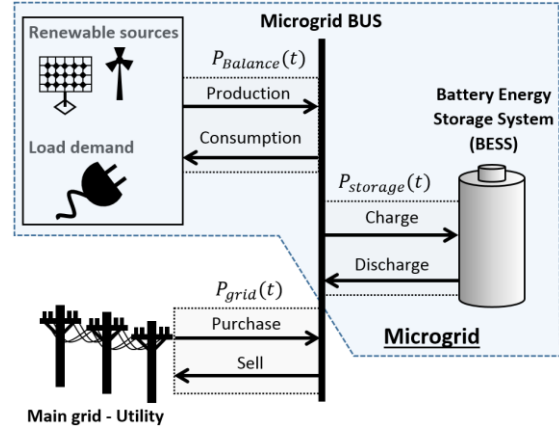 Microgrid BUS
Renewable sources
P_Balance(t)
Production
Consumption
Load demand
Battery Energy
Storage System
(BESS)
P_storage(t)
Charge
Discharge
P_grid(t)
Purchase
Sell
Microgrid
Main grid - Utility